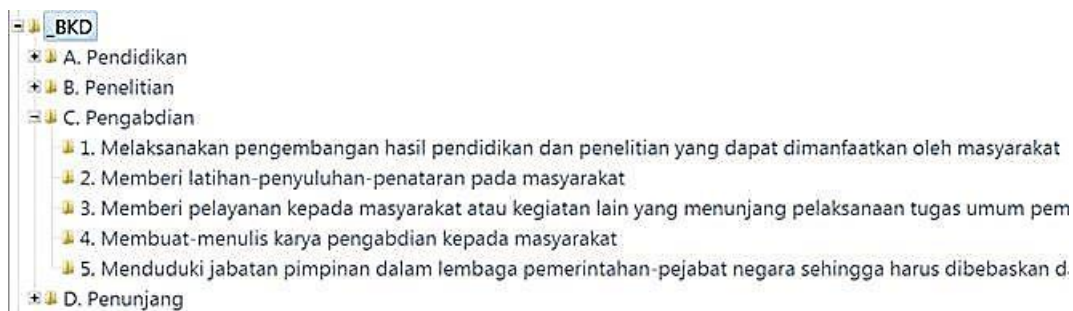 _BKD
A. Pendidikan
B. Penelitian
C. Pengabdian
1. Melaksanakan pengembangan hasil pendidikan dan penelitian yang dapat dimanfaatkan oleh masyarakat
2. Memberi latihan-penyuluhan-penataran pada masyarakat
3. Memberi pelayanan kepada masyarakat atau kegiatan lain yang menunjang pelaksanaan tugas umum pem
4. Membuat-menulis karya pengabdian kepada masyarakat
5. Menduduki jabatan pimpinan dalam lembaga pemerintahan-pejabat negara sehingga harus dibebaskan d
D. Penunjang